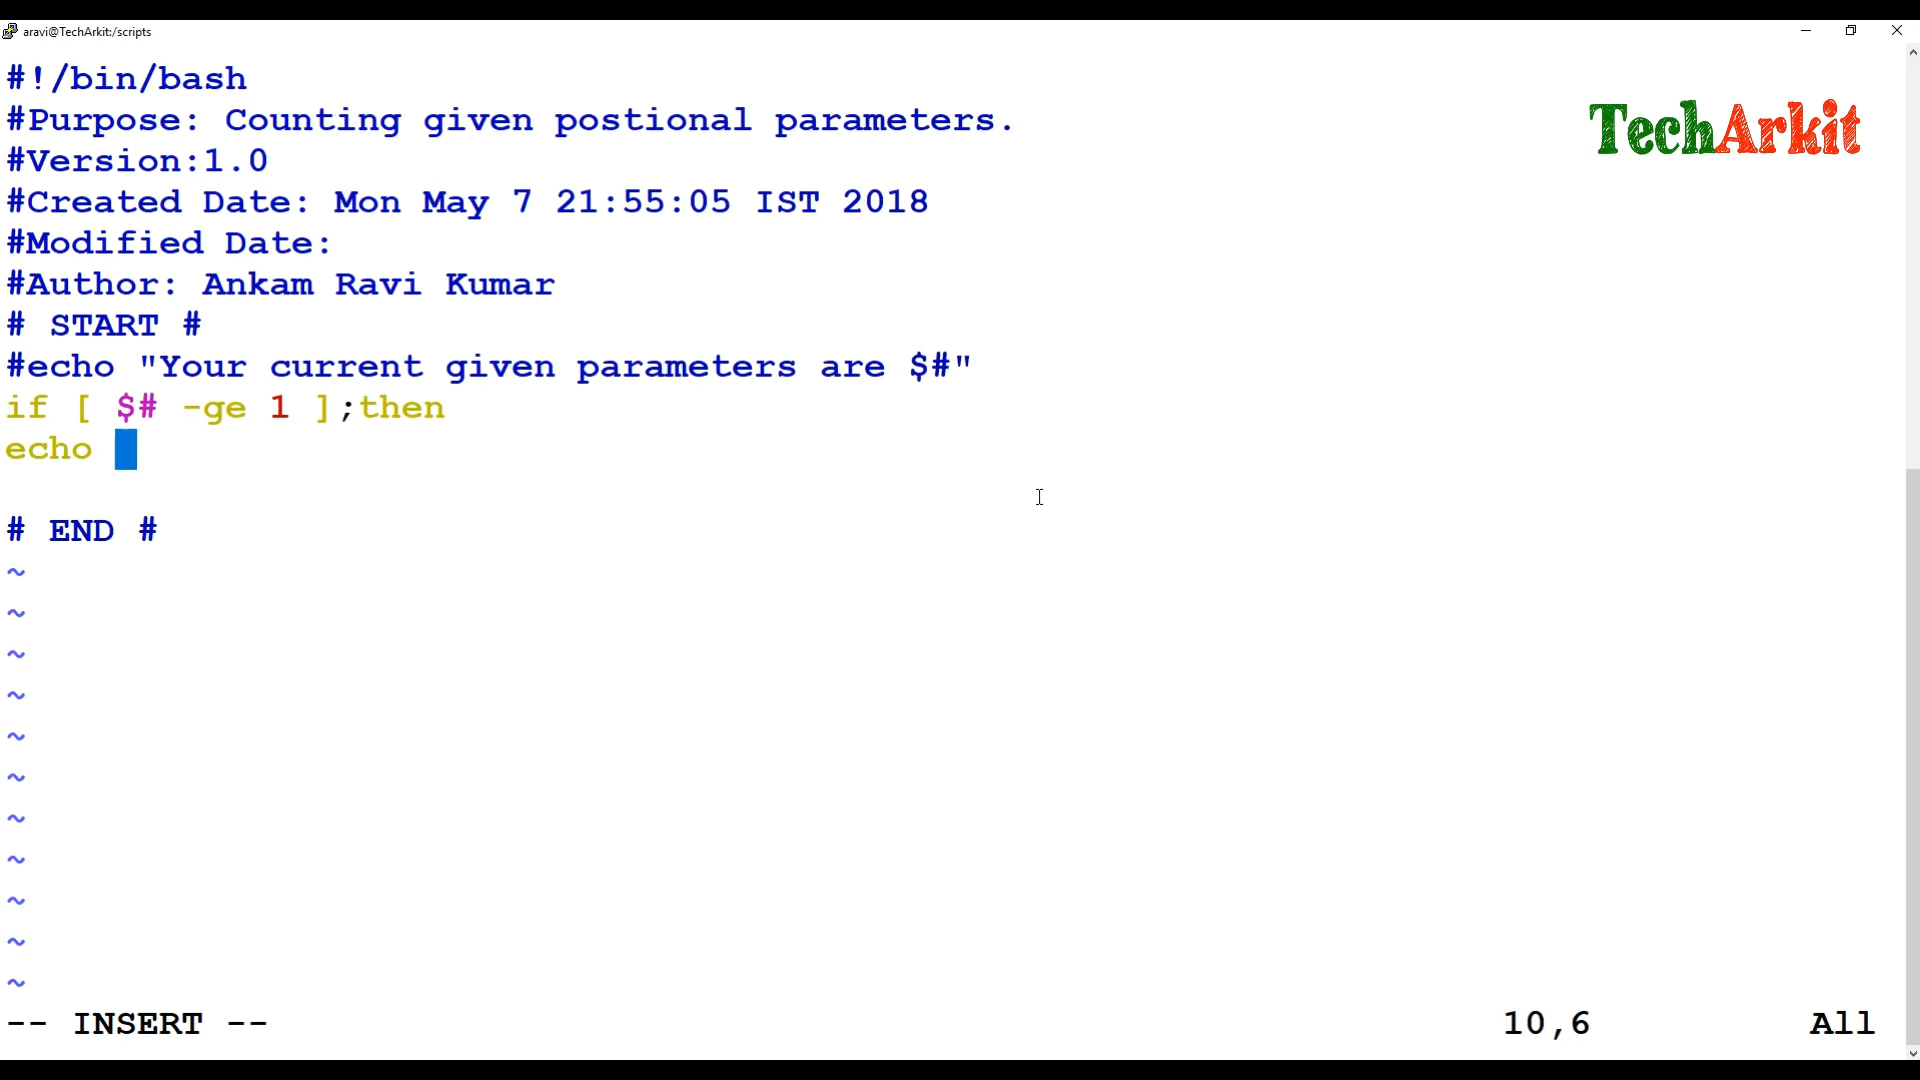 aravi@TechArkit:/scripts
#!/bin/bash
#Purpose: Counting given postional parameters.
TechArkit
#Version:1.0
#Created Date: Mon May 7 21:55:05 IST 2018
#Modified Date:
#Author: Ankam Ravi Kumar
# START #
#echo "Your current given parameters are $#"
if [ $# -ge 1 ];then
echo
# END #
~
~
~
~
~
~
~
~
~
~
~
-- INSERT -- 10,6 All